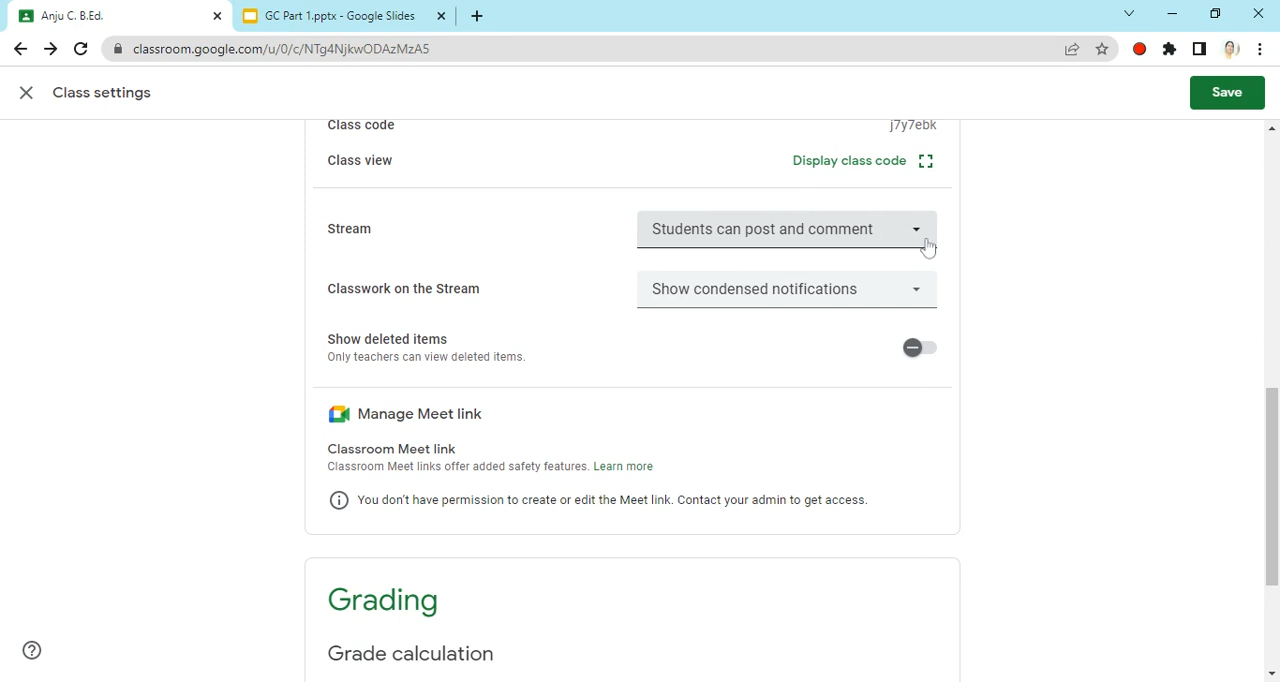 Anju C. B.Ed.
GC Part 1.pptx - Google Slides
classroom.google.com/u/0/c/NTg4NjkwODAzMzA5
Class settings
Save
Class code j7y7ebk
Class view Display class code
Stream Students can post and comment
Classwork on the Stream Show condensed notifications
Show deleted items
Only teachers can view deleted items.
Manage Meet link
Classroom Meet link
Classroom Meet links offer added safety features. Learn more
You don't have permission to create or edit the Meet link. Contact your admin to get access.
Grading
Grade calculation